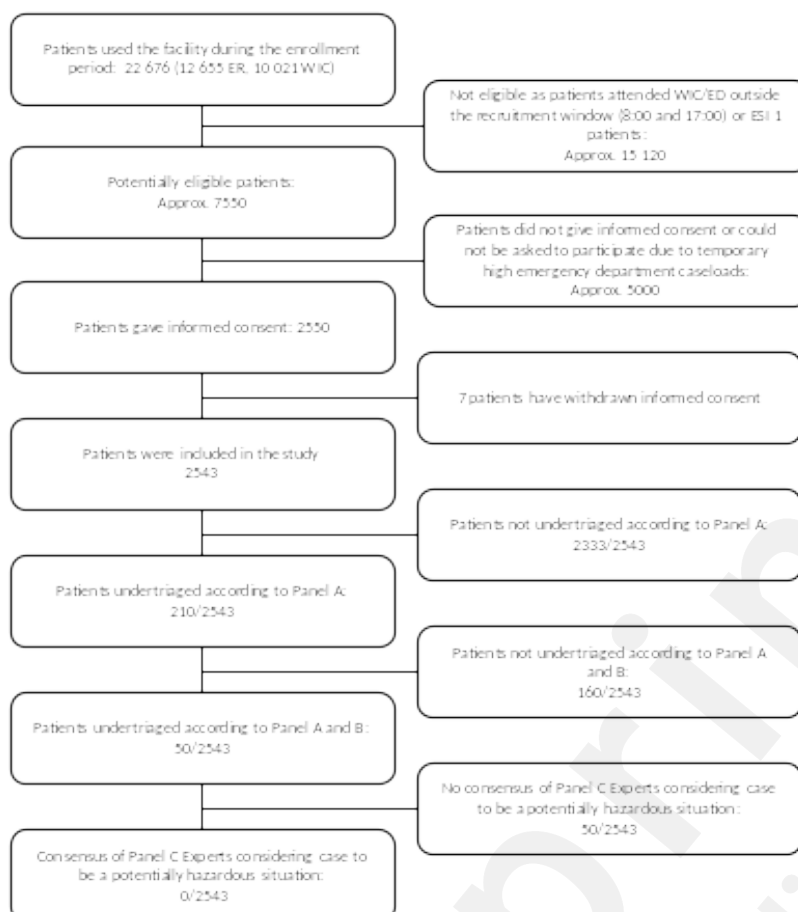 Patients used the facility during the enrollment
period: 22 676 (12 655 ER, 10 021 WIC)
Not eligible as patients attended WIC/ED outside
the recruitment window (8:00 and 17:00) or ESI 1
patients:
Approx. 15 120
Potentially eligible patients:
Approx. 7550
Patients did not give informed consent or could
not be asked to participate due to temporary
high emergency department caseloads:
Approx. 5000
Patients gave informed consent: 2550
7 patients have withdrawn informed consent
Patients were included in the study
2543
Patients not undertriaged according to Panel A:
2333/2543
Patients undertriaged according to Panel A:
210/2543
Patients not undertriaged according to Panel A
and B:
160/2543
Patients undertriaged according to Panel A and B:
50/2543
No consensus of Panel C Experts considering case
to be a potentially hazardous situation:
50/2543
Consensus of Panel C Experts considering case to
be a potentially hazardous situation:
0/2543